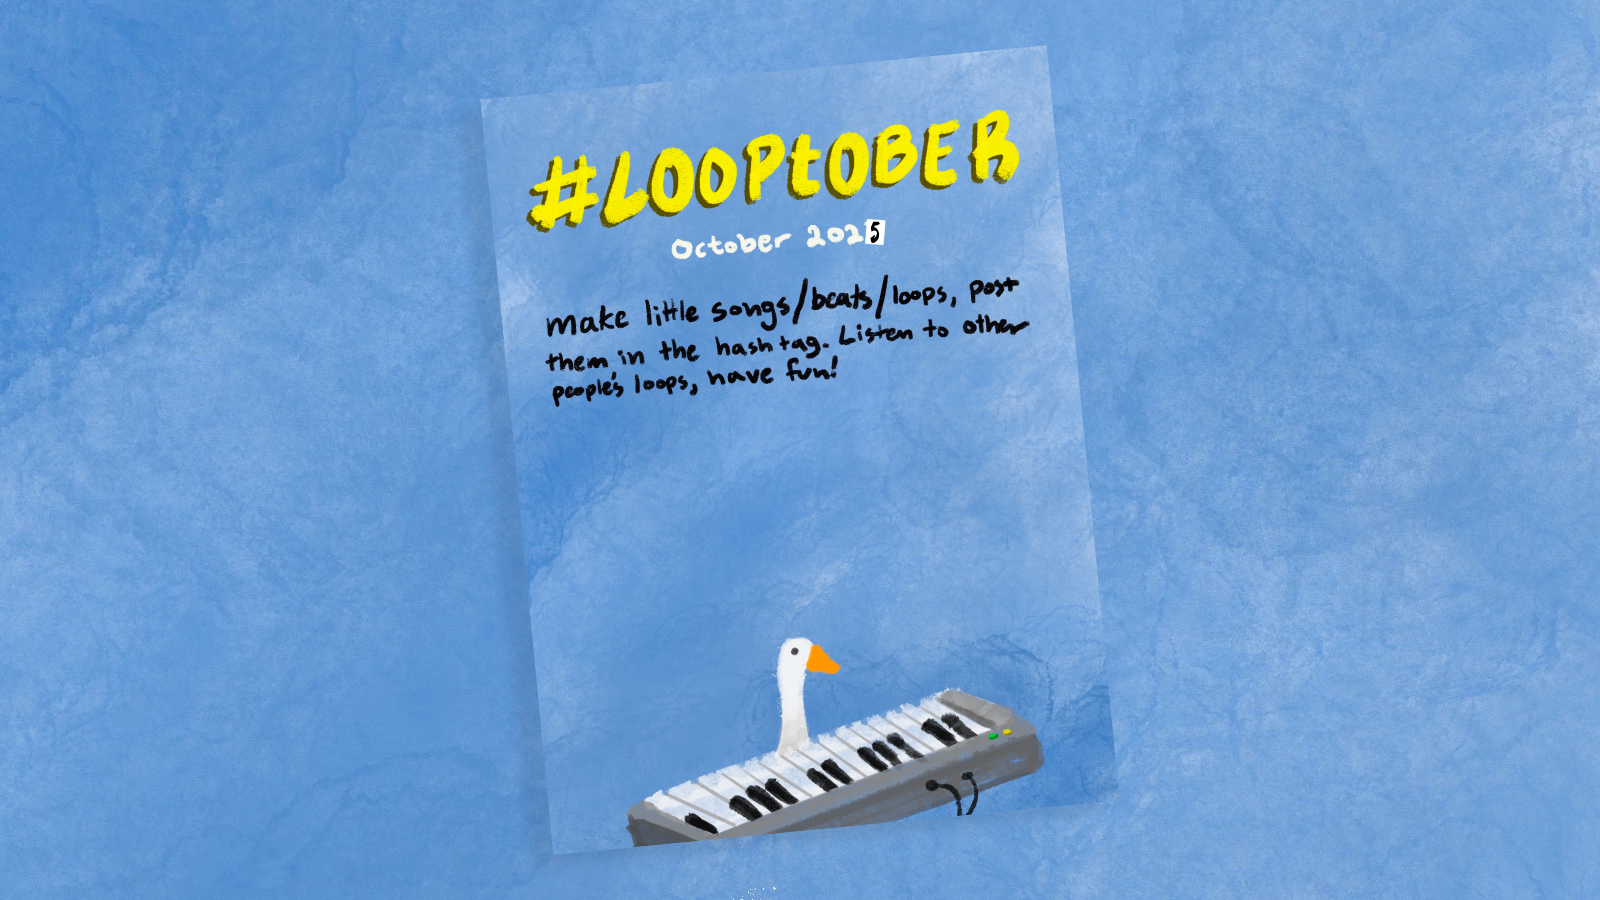 #LOOPtOBER
October 2025
make little songs/beats/loops, post
them in the hashtag. Listen to other
people's loops, have fun!